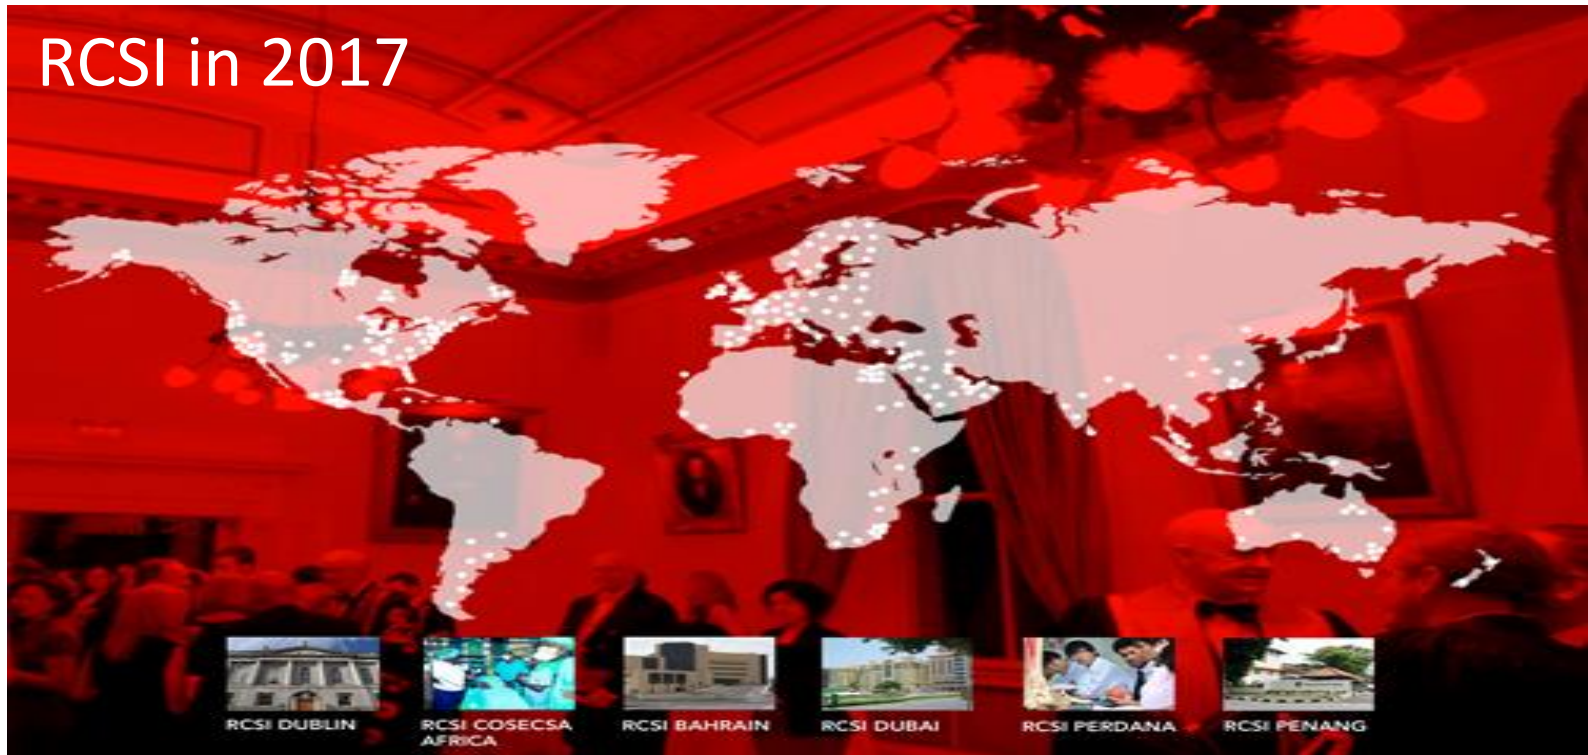 RCSI in 2017
RCSI DUBLIN
RCSI COSECSA
AFRICA
RCSI BAHRAIN
RCSI DUBAI
RCSI PERDANA
RCSI PENANG